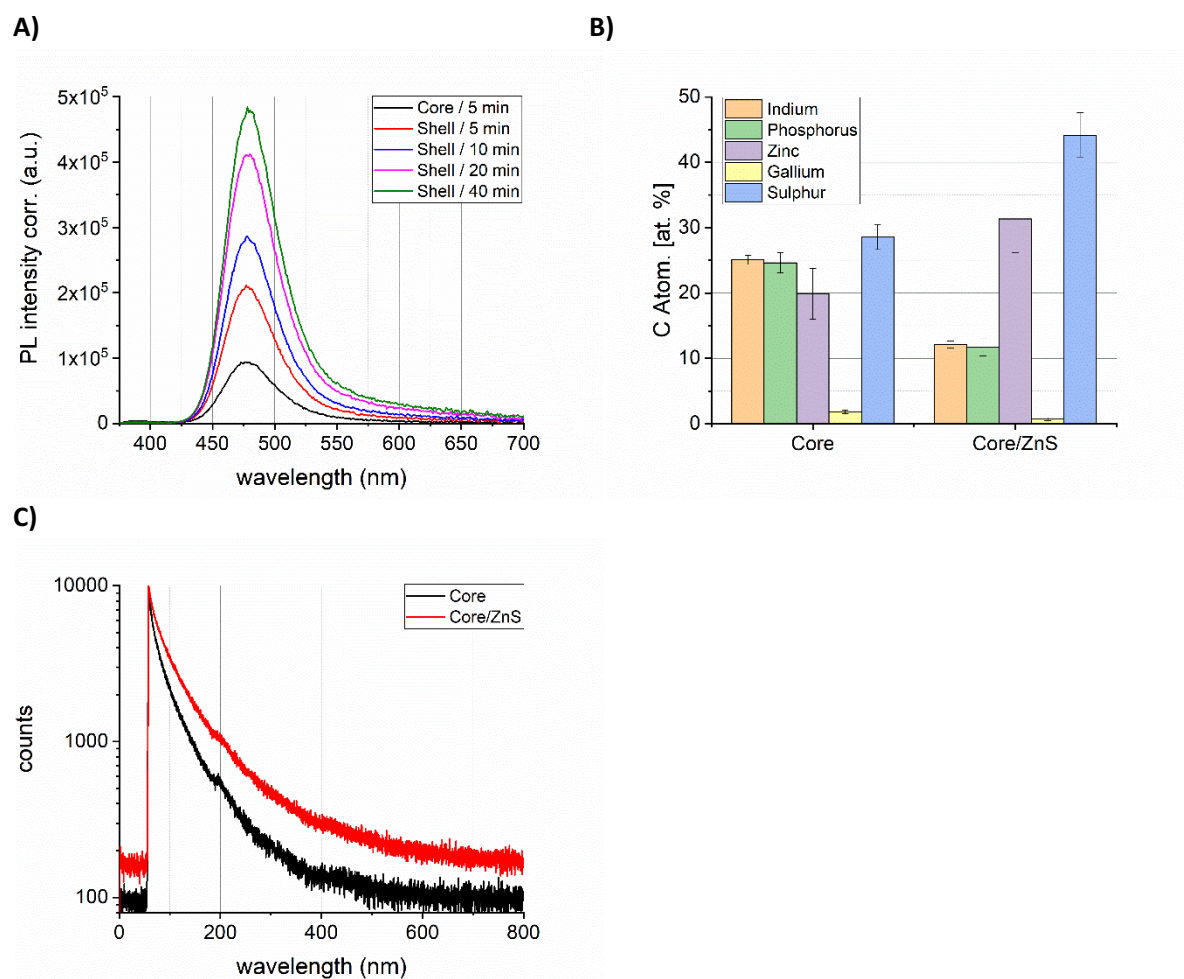 A)
5x10⁵
4x10⁵
3x10⁵
2x10⁵
1x10⁵
0
PL intensity corr. (a.u.)
Core / 5 min
Shell / 5 min
Shell / 10 min
Shell / 20 min
Shell / 40 min
400 450 500 550 600 650 700
wavelength (nm)
B)
50
40
30
20
10
0
C Atom. [at. %]
Indium
Phosphorus
Zinc
Gallium
Sulphur
Core Core/ZnS
C)
10000
1000
100
counts
Core
Core/ZnS
0 200 400 600 800
wavelength (nm)